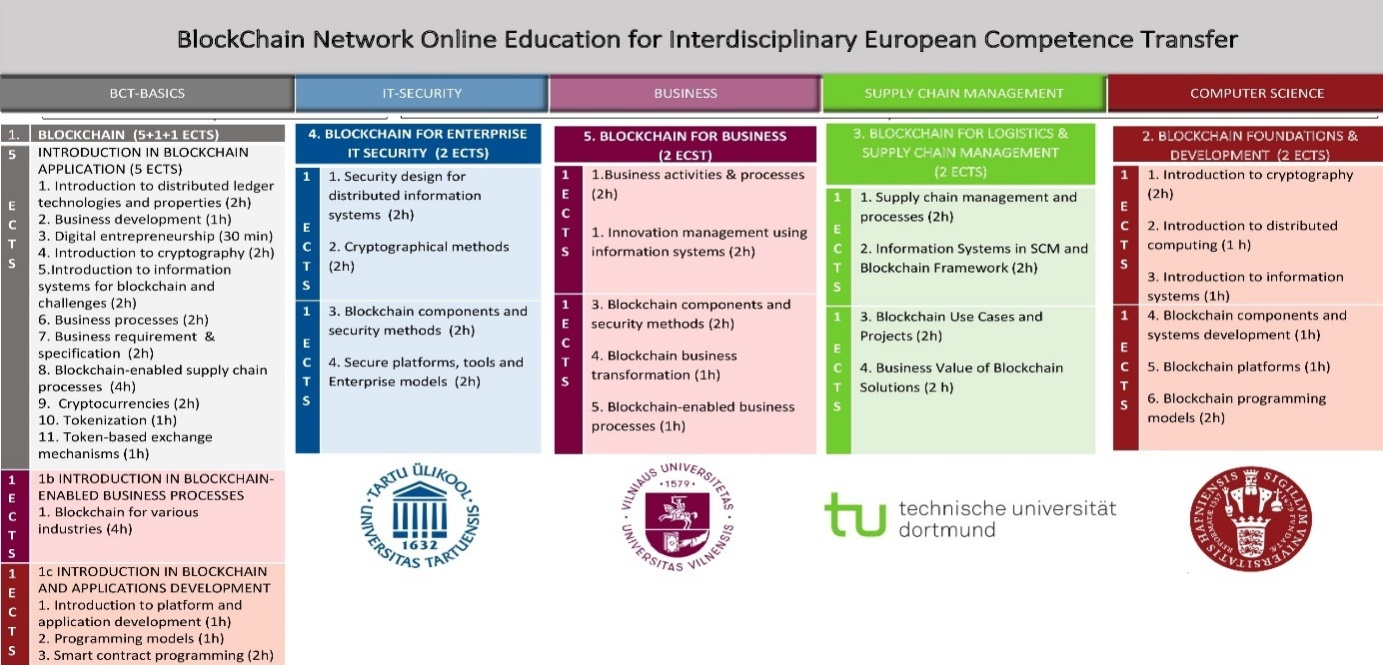 BlockChain Network Online Education for Interdisciplinary European Competence Transfer
BCT-BASICS
IT-SECURITY
BUSINESS
SUPPLY CHAIN MANAGEMENT
COMPUTER SCIENCE
1. BLOCKCHAIN (5+1+1 ECTS)
5 ECTS
INTRODUCTION IN BLOCKCHAIN
APPLICATION (5 ECTS)
1. Introduction to distributed ledger
technologies and properties (2h)
2. Business development (1h)
3. Digital entrepreneurship (30 min)
4. Introduction to cryptography (2h)
5.Introduction to information
systems for blockchain and
challenges (2h)
6. Business processes (2h)
7. Business requirement &
specification (2h)
8. Blockchain-enabled supply chain
processes (4h)
9. Cryptocurrencies (2h)
10. Tokenization (1h)
11. Token-based exchange
mechanisms (1h)
1 ECTS
1b INTRODUCTION IN BLOCKCHAIN-
ENABLED BUSINESS PROCESSES
1. Blockchain for various
industries (4h)
1 ECTS
1c INTRODUCTION IN BLOCKCHAIN
AND APPLICATIONS DEVELOPMENT
1. Introduction to platform and
application development (1h)
2. Programming models (1h)
3. Smart contract programming (2h)
4. BLOCKCHAIN FOR ENTERPRISE
IT SECURITY (2 ECTS)
1 ECTS
1. Security design for
distributed information
systems (2h)
2. Cryptographical methods
(2h)
1 ECTS
3. Blockchain components and
security methods (2h)
4. Secure platforms, tools and
Enterprise models (2h)
TARTU ÜLIKOOL
1632
UNIVERSITAS TARTUENSIS
5. BLOCKCHAIN FOR BUSINESS
(2 ECST)
1 ECTS
1.Business activities & processes
(2h)
1. Innovation management using
information systems (2h)
1 ECTS
3. Blockchain components and
security methods (2h)
4. Blockchain business
transformation (1h)
5. Blockchain-enabled business
processes (1h)
VILNIAUS UNIVERSITETAS
·1579·
UNIVERSITAS VILNENSIS
3. BLOCKCHAIN FOR LOGISTICS &
SUPPLY CHAIN MANAGEMENT
(2 ECTS)
1 ECTS
1. Supply chain management and
processes (2h)
2. Information Systems in SCM and
Blockchain Framework (2h)
1 ECTS
3. Blockchain Use Cases and
Projects (2h)
4. Business Value of Blockchain
Solutions (2 h)
tu technische universität
dortmund
2. BLOCKCHAIN FOUNDATIONS &
DEVELOPMENT (2 ECTS)
1 ECTS
1. Introduction to cryptography
(2h)
2. Introduction to distributed
computing (1 h)
3. Introduction to information
systems (1h)
1 ECTS
4. Blockchain components and
systems development (1h)
5. Blockchain platforms (1h)
6. Blockchain programming
models (2h)
SIGILLVM VNIVERSITATIS HAFNIENSIS